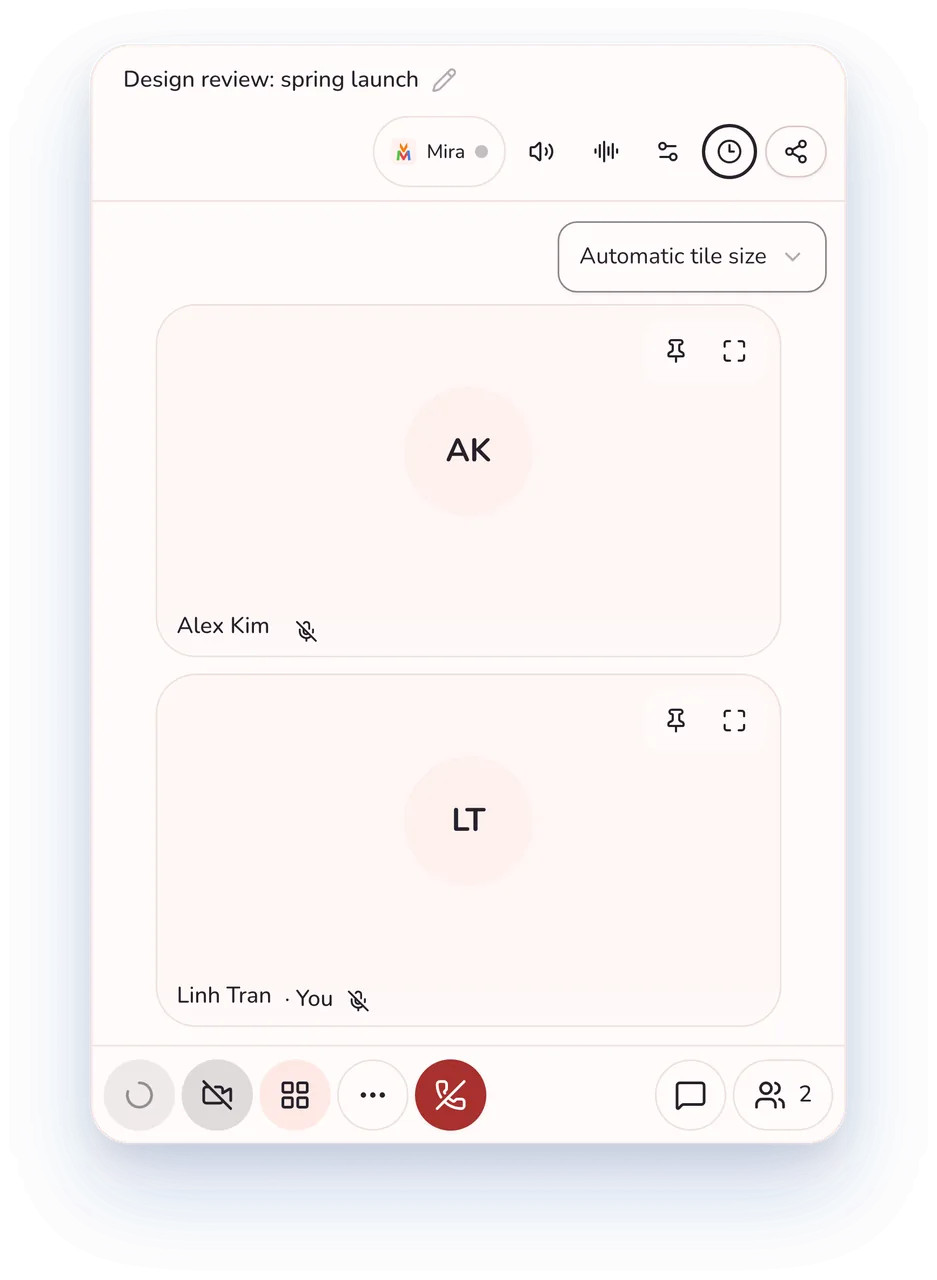 Design review: spring launch
Mira
Automatic tile size
AK
Alex Kim
LT
Linh Tran · You
2